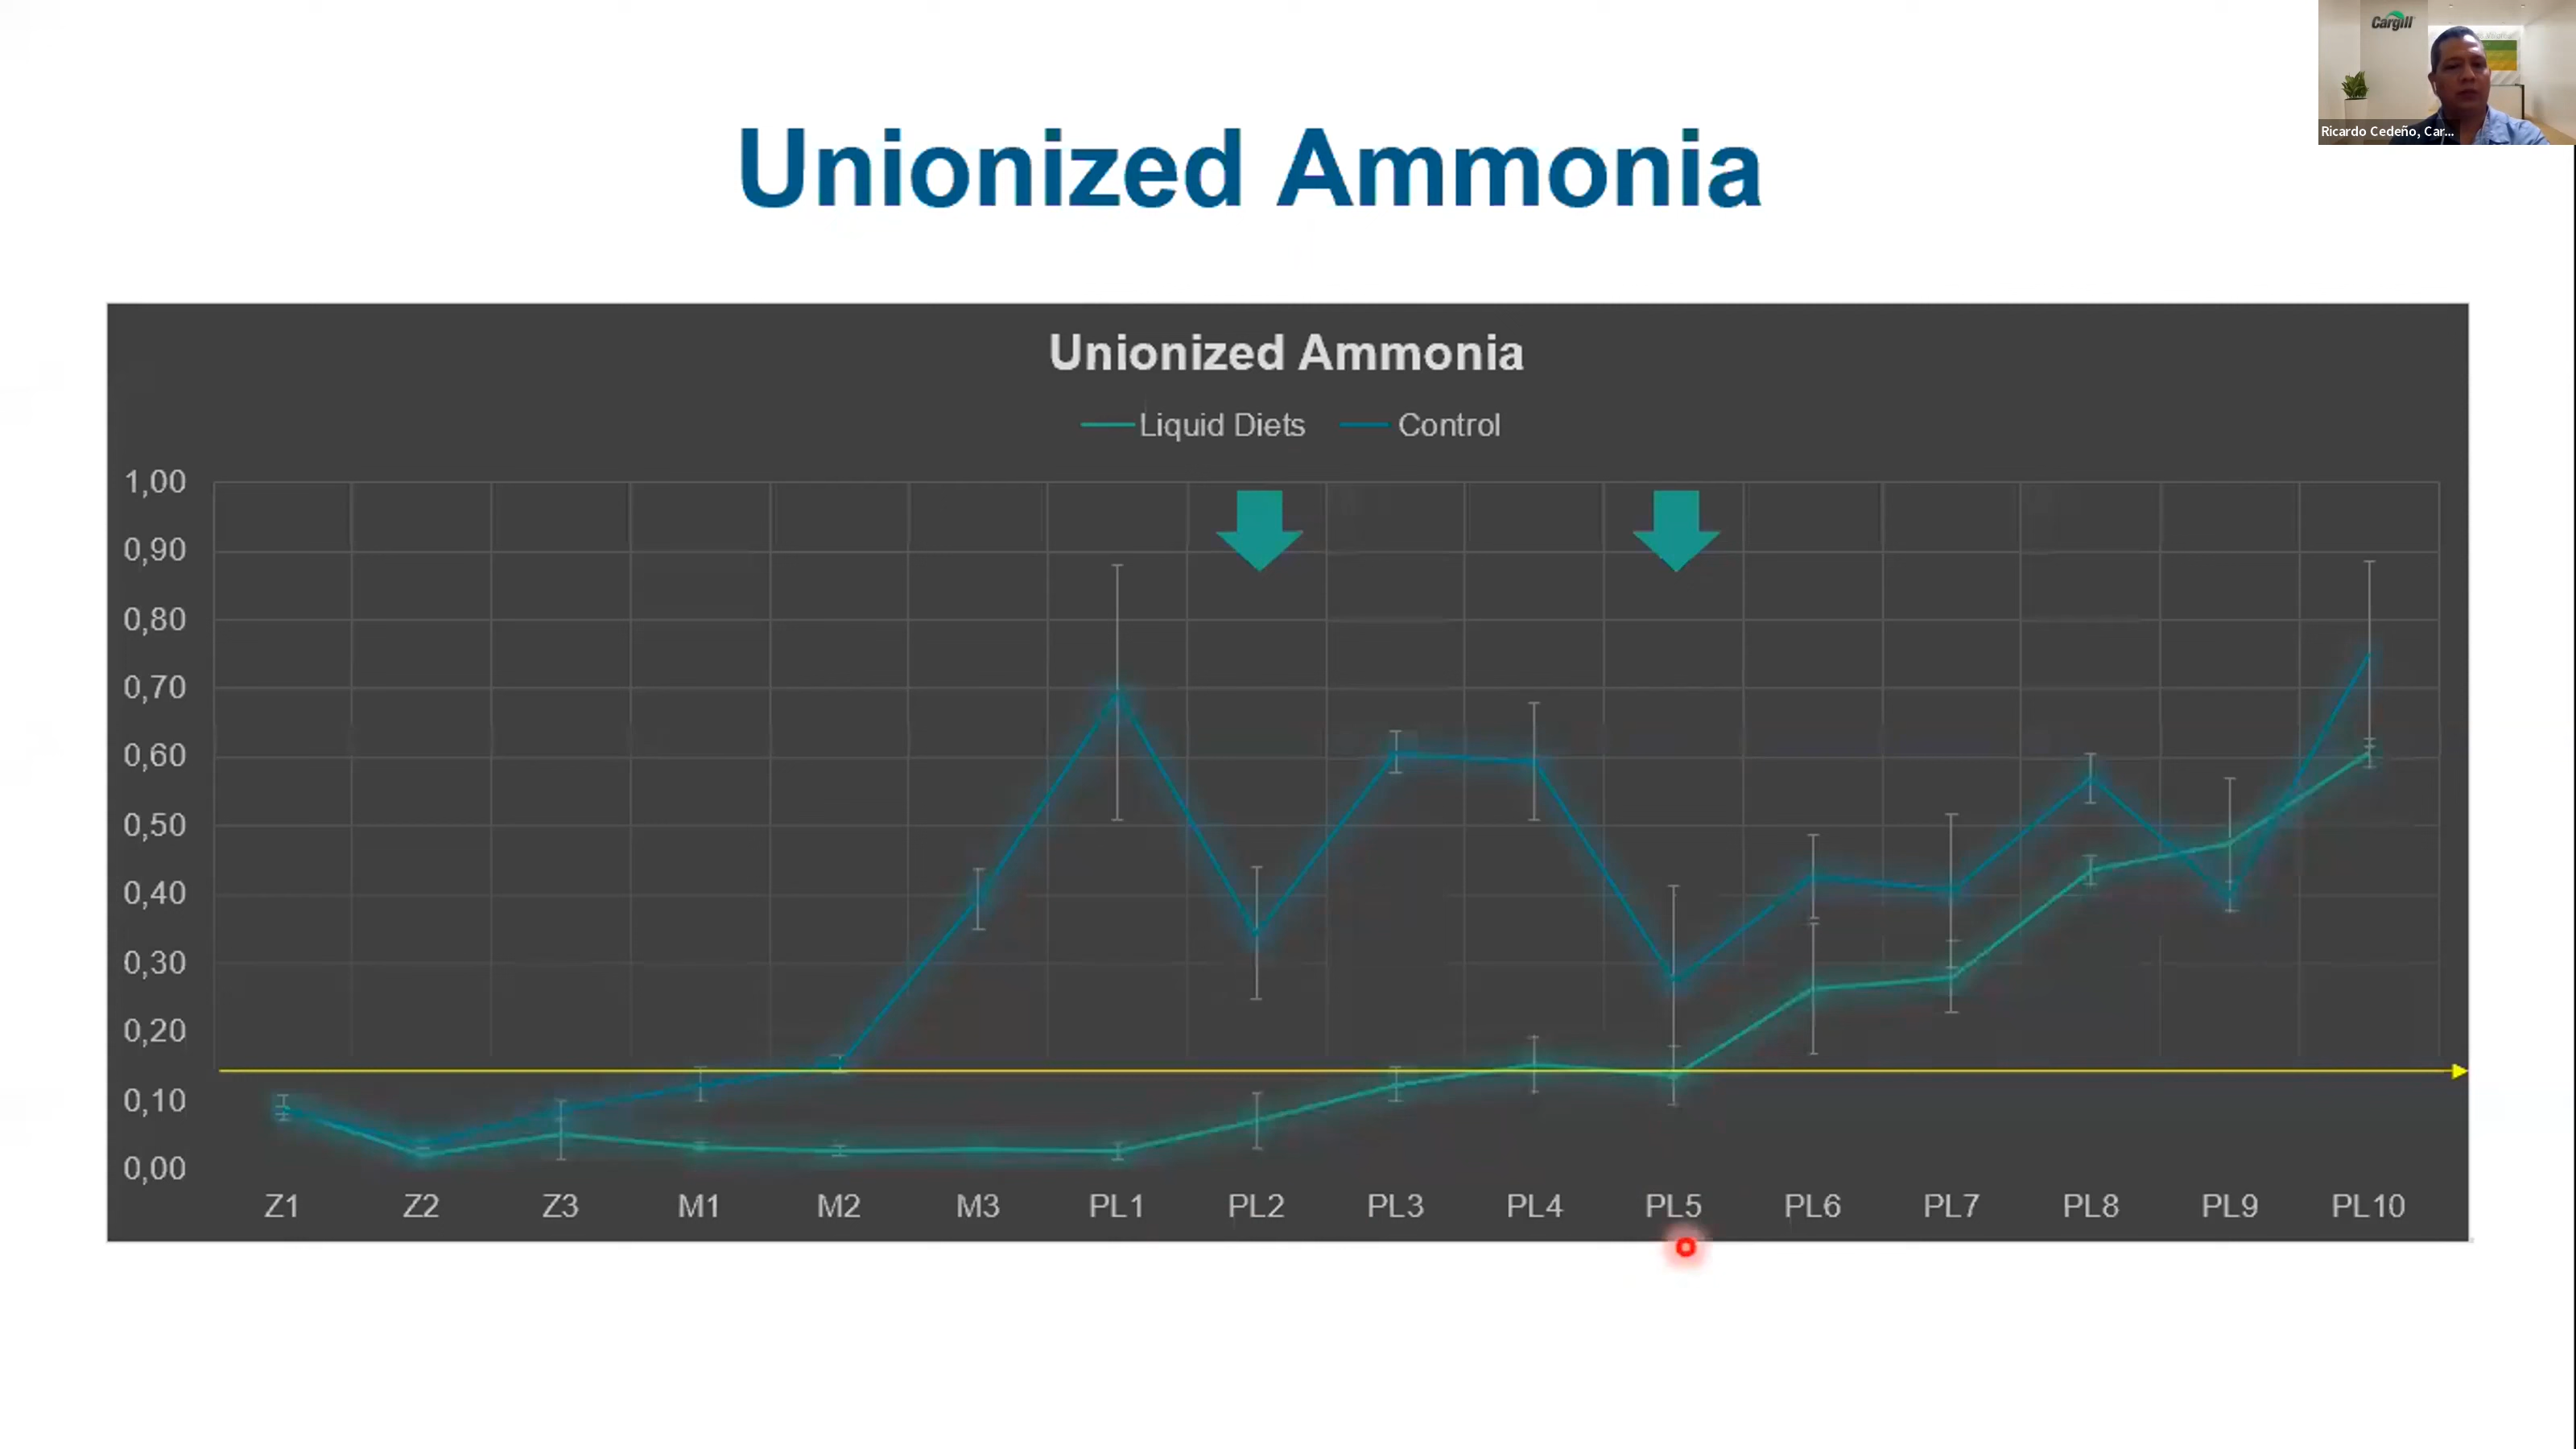 Cargill
Ricardo Cedeño, Car...
Unionized Ammonia
Unionized Ammonia
Liquid Diets
Control
1,00
0,90
0,80
0,70
0,60
0,50
0,40
0,30
0,20
0,10
0,00
Z1 Z2 Z3 M1 M2 M3 PL1 PL2 PL3 PL4 PL5 PL6 PL7 PL8 PL9 PL10